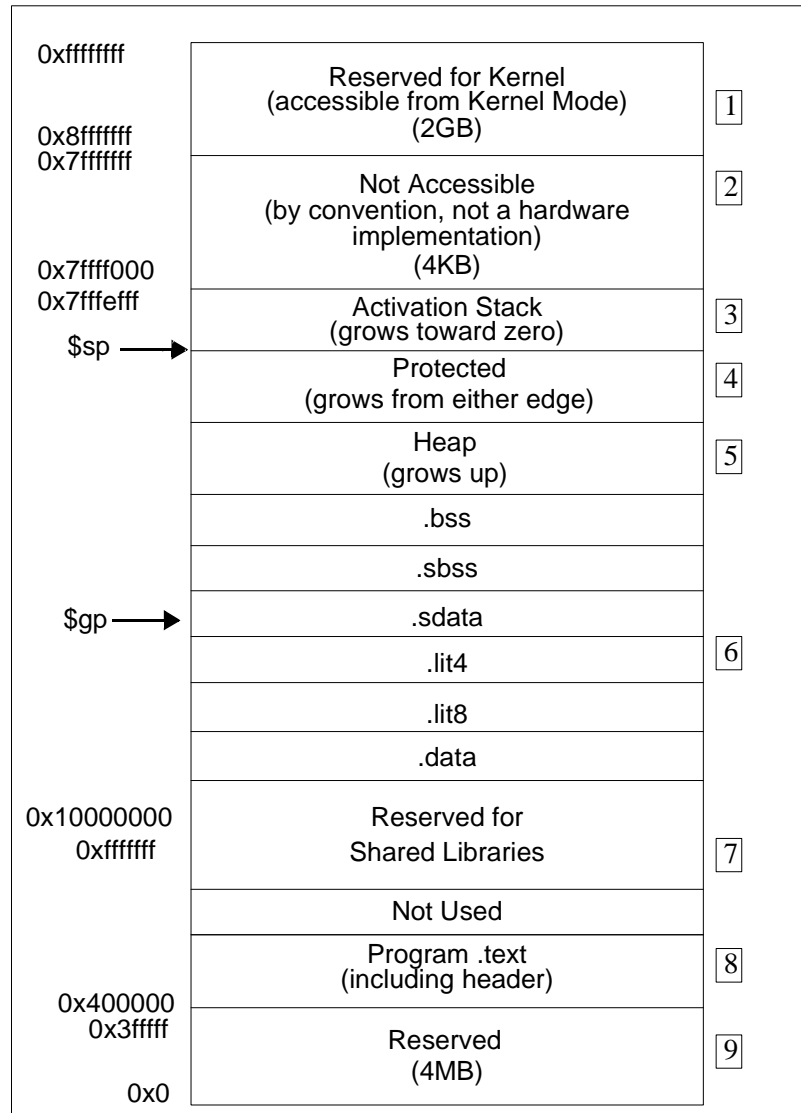 0xffffffff
Reserved for Kernel
(accessible from Kernel Mode)
(2GB)
1
0x8fffffff
0x7fffffff
Not Accessible
(by convention, not a hardware
implementation)
(4KB)
2
0x7ffff000
0x7fffefff
Activation Stack
(grows toward zero)
3
$sp
Protected
(grows from either edge)
4
Heap
(grows up)
5
.bss
.sbss
$gp
.sdata
.lit4
6
.lit8
.data
0x10000000
0xfffffff
Reserved for
Shared Libraries
7
Not Used
Program .text
(including header)
8
0x400000
0x3fffff
Reserved
(4MB)
9
0x0